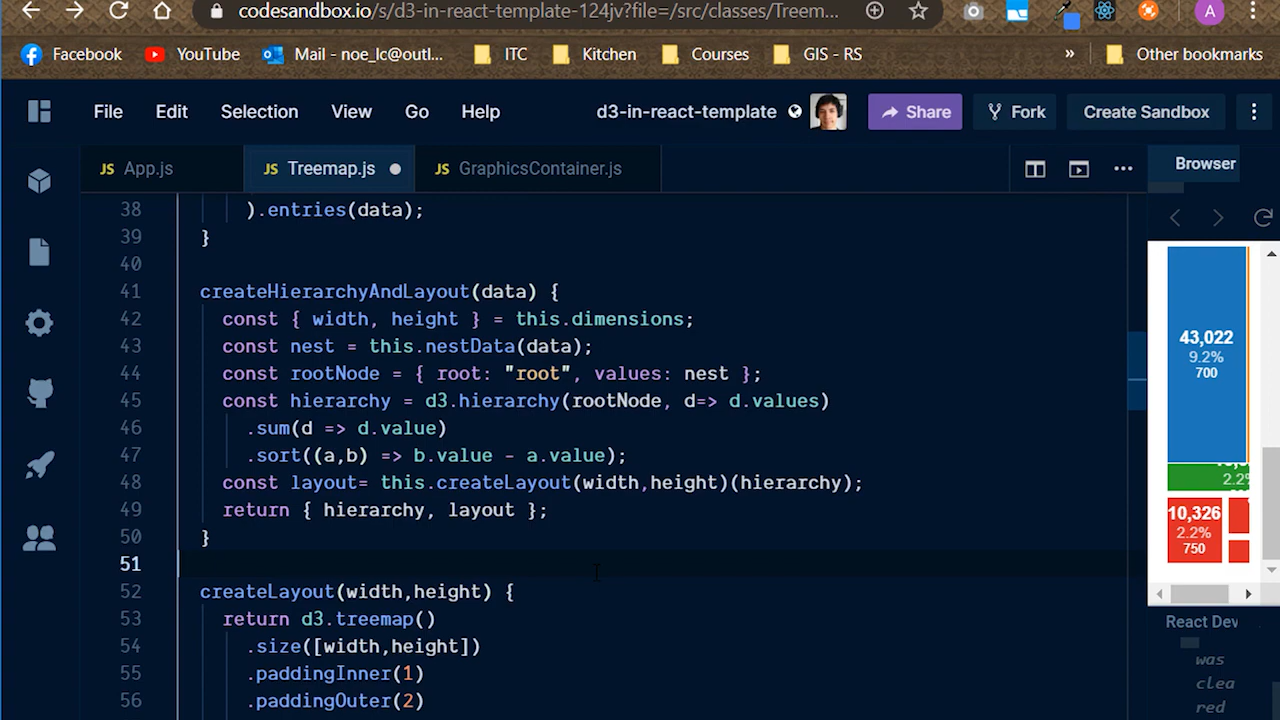 codesandbox.io/s/d3-in-react-template-124jv?file=/src/classes/Treem...
A
Facebook YouTube Mail - noe_lc@outl... ITC Kitchen Courses GIS - RS » Other bookmarks
File Edit Selection View Go Help d3-in-react-template Share Fork Create Sandbox
JS App.js JS Treemap.js JS GraphicsContainer.js Browser
38 ).entries(data);
39 }
40
41 createHierarchyAndLayout(data) {
42 const { width, height } = this.dimensions;
43 const nest = this.nestData(data);
44 const rootNode = { root: "root", values: nest };
45 const hierarchy = d3.hierarchy(rootNode, d=> d.values)
46 .sum(d => d.value)
47 .sort((a,b) => b.value - a.value);
48 const layout= this.createLayout(width,height)(hierarchy);
49 return { hierarchy, layout };
50 }
51
52 createLayout(width,height) {
53 return d3.treemap()
54 .size([width,height])
55 .paddingInner(1)
56 .paddingOuter(2)
43,022
9.2%
700
2.2%
10,326
2.2%
750
React Dev
was
clea
red